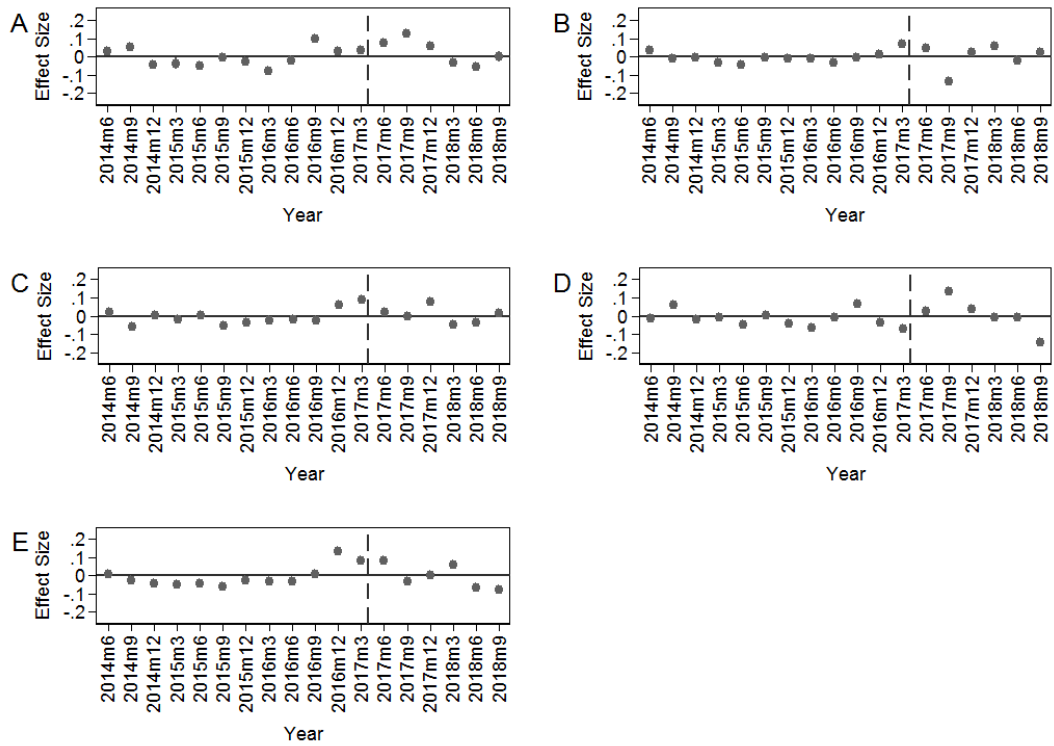 A
Effect Size
.2
.1
0
-.1
-.2
2014m6
2014m9
2014m12
2015m3
2015m6
2015m9
2015m12
2016m3
2016m6
2016m9
2016m12
2017m3
2017m6
2017m9
2017m12
2018m3
2018m6
2018m9
Year
B
Effect Size
.2
.1
0
-.1
-.2
2014m6
2014m9
2014m12
2015m3
2015m6
2015m9
2015m12
2016m3
2016m6
2016m9
2016m12
2017m3
2017m6
2017m9
2017m12
2018m3
2018m6
2018m9
Year
C
Effect Size
.2
.1
0
-.1
-.2
2014m6
2014m9
2014m12
2015m3
2015m6
2015m9
2015m12
2016m3
2016m6
2016m9
2016m12
2017m3
2017m6
2017m9
2017m12
2018m3
2018m6
2018m9
Year
D
Effect Size
.2
.1
0
-.1
-.2
2014m6
2014m9
2014m12
2015m3
2015m6
2015m9
2015m12
2016m3
2016m6
2016m9
2016m12
2017m3
2017m6
2017m9
2017m12
2018m3
2018m6
2018m9
Year
E
Effect Size
.2
.1
0
-.1
-.2
2014m6
2014m9
2014m12
2015m3
2015m6
2015m9
2015m12
2016m3
2016m6
2016m9
2016m12
2017m3
2017m6
2017m9
2017m12
2018m3
2018m6
2018m9
Year